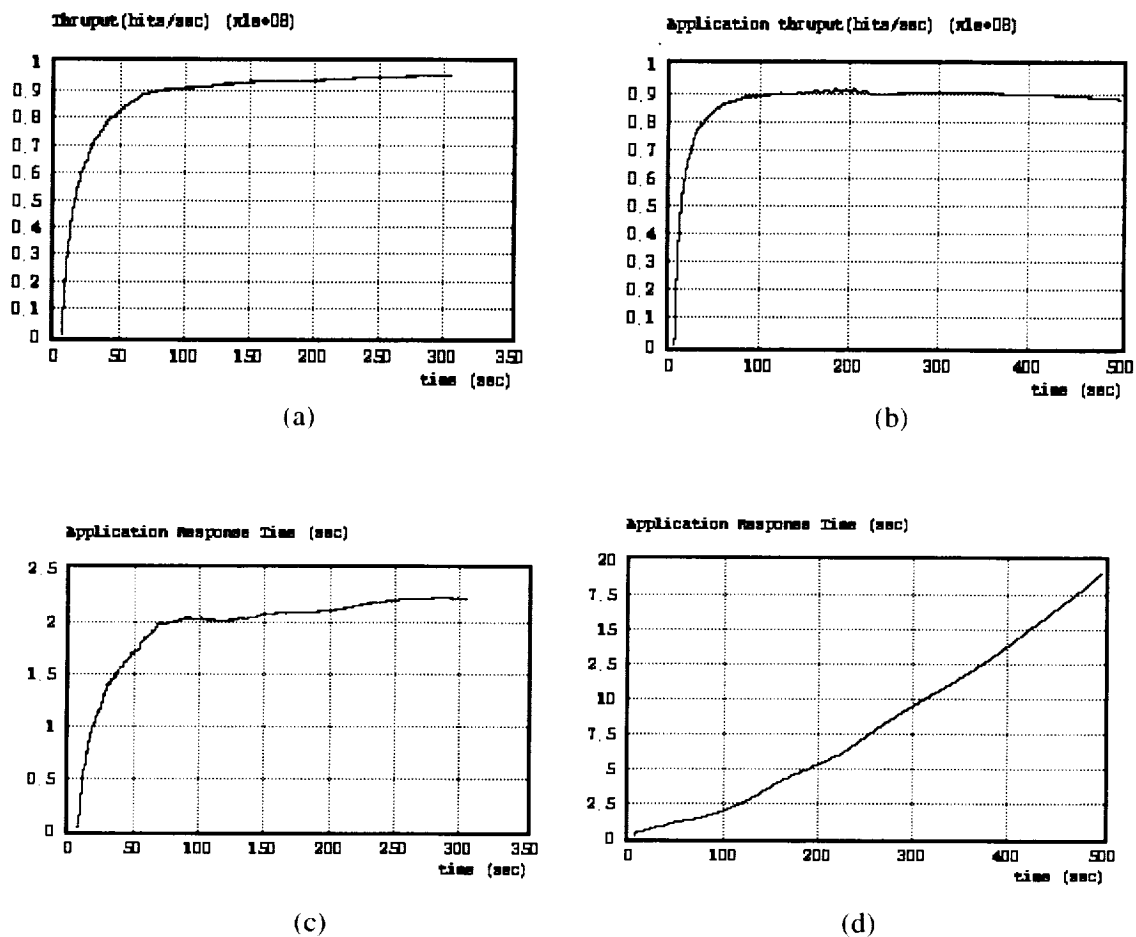 Thruput(bits/sec) (x1e+08)
1
0.9
0.8
0.7
0.6
0.5
0.4
0.3
0.2
0.1
0
0 50 100 150 200 250 300 350
time (sec)
(a)
Application thruput(bits/sec) (x1e+08)
1
0.9
0.8
0.7
0.6
0.5
0.4
0.3
0.2
0.1
0
0 100 200 300 400 500
time (sec)
(b)
Application Response Time (sec)
2.5
2
1.5
1
0.5
0
0 50 100 150 200 250 300 350
time (sec)
(c)
Application Response Time (sec)
20
7.5
15
2.5
10
7.5
5
2.5
0
0 100 200 300 400 500
time (sec)
(d)